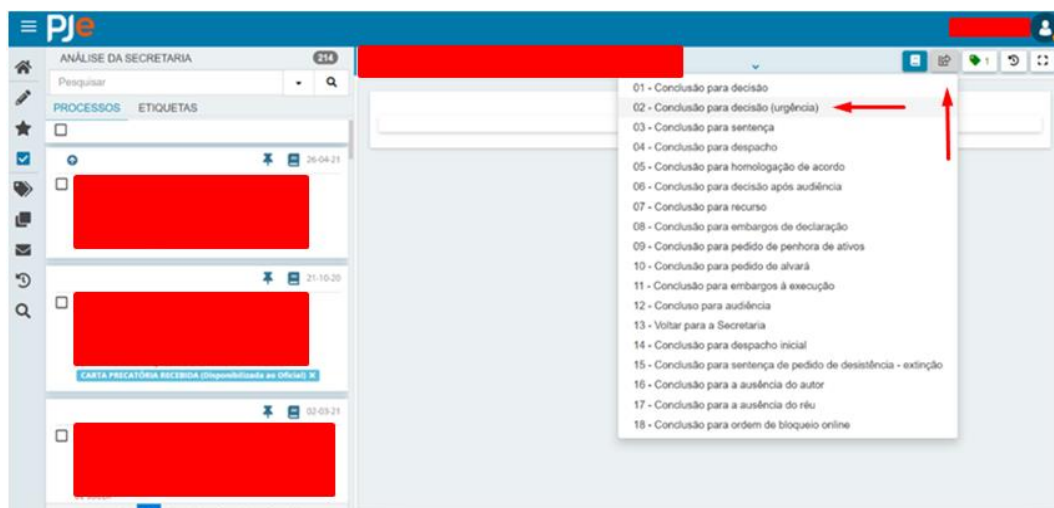 PJe
ANÁLISE DA SECRETARIA 214
Pesquisar
PROCESSOS ETIQUETAS
26-04-21
21-10-20
CARTA PRECATÓRIA RECEBIDA (Disponibilizada ao Oficial) X
02-03-21
1
01 - Conclusão para decisão
02 - Conclusão para decisão (urgência)
03 - Conclusão para sentença
04 - Conclusão para despacho
05 - Conclusão para homologação de acordo
06 - Conclusão para decisão após audiência
07 - Conclusão para recurso
08 - Conclusão para embargos de declaração
09 - Conclusão para pedido de penhora de ativos
10 - Conclusão para pedido de alvará
11 - Conclusão para embargos á execução
12 - Concluso para audiência
13 - Voltar para a Secretaria
14 - Conclusão para despacho inicial
15 - Conclusão para sentença de pedido de desistência - extinção
16 - Conclusão para a ausência do autor
17 - Conclusão para a ausência do réu
18 - Conclusão para ordem de bloqueio online